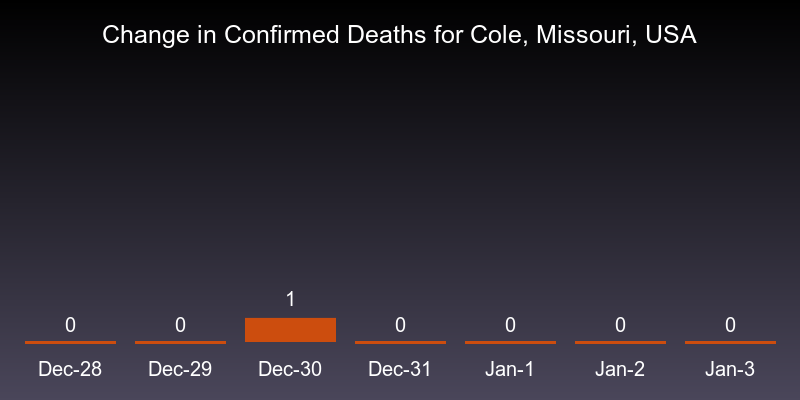 Change in Confirmed Deaths for Cole, Missouri, USA
1
0 0 0 0 0 0
Dec-28 Dec-29 Dec-30 Dec-31 Jan-1 Jan-2 Jan-3